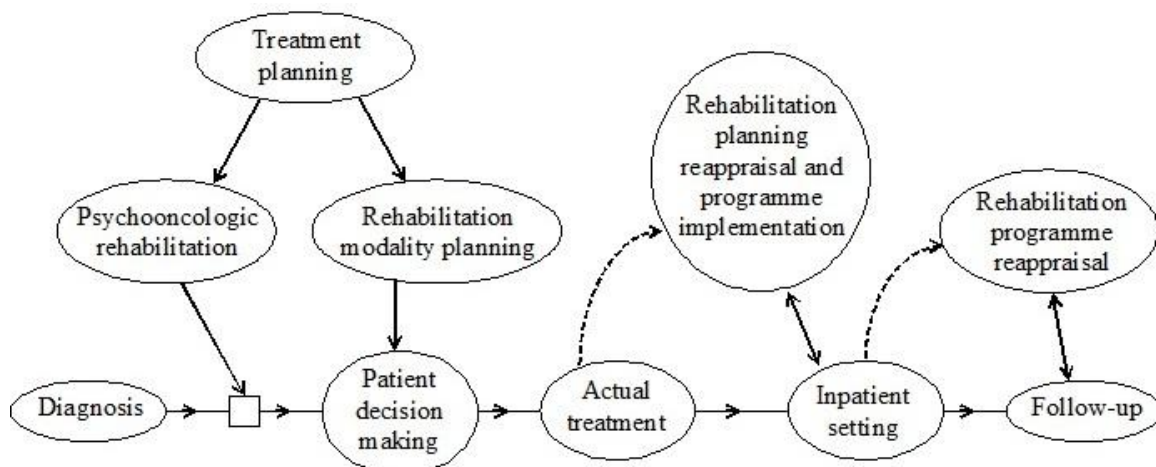 Treatment
planning
Psychooncologic
rehabilitation
Rehabilitation
modality planning
Rehabilitation
planning
reappraisal and
programme
implementation
Rehabilitation
programme
reappraisal
Diagnosis
Patient
decision
making
Actual
treatment
Inpatient
setting
Follow-up